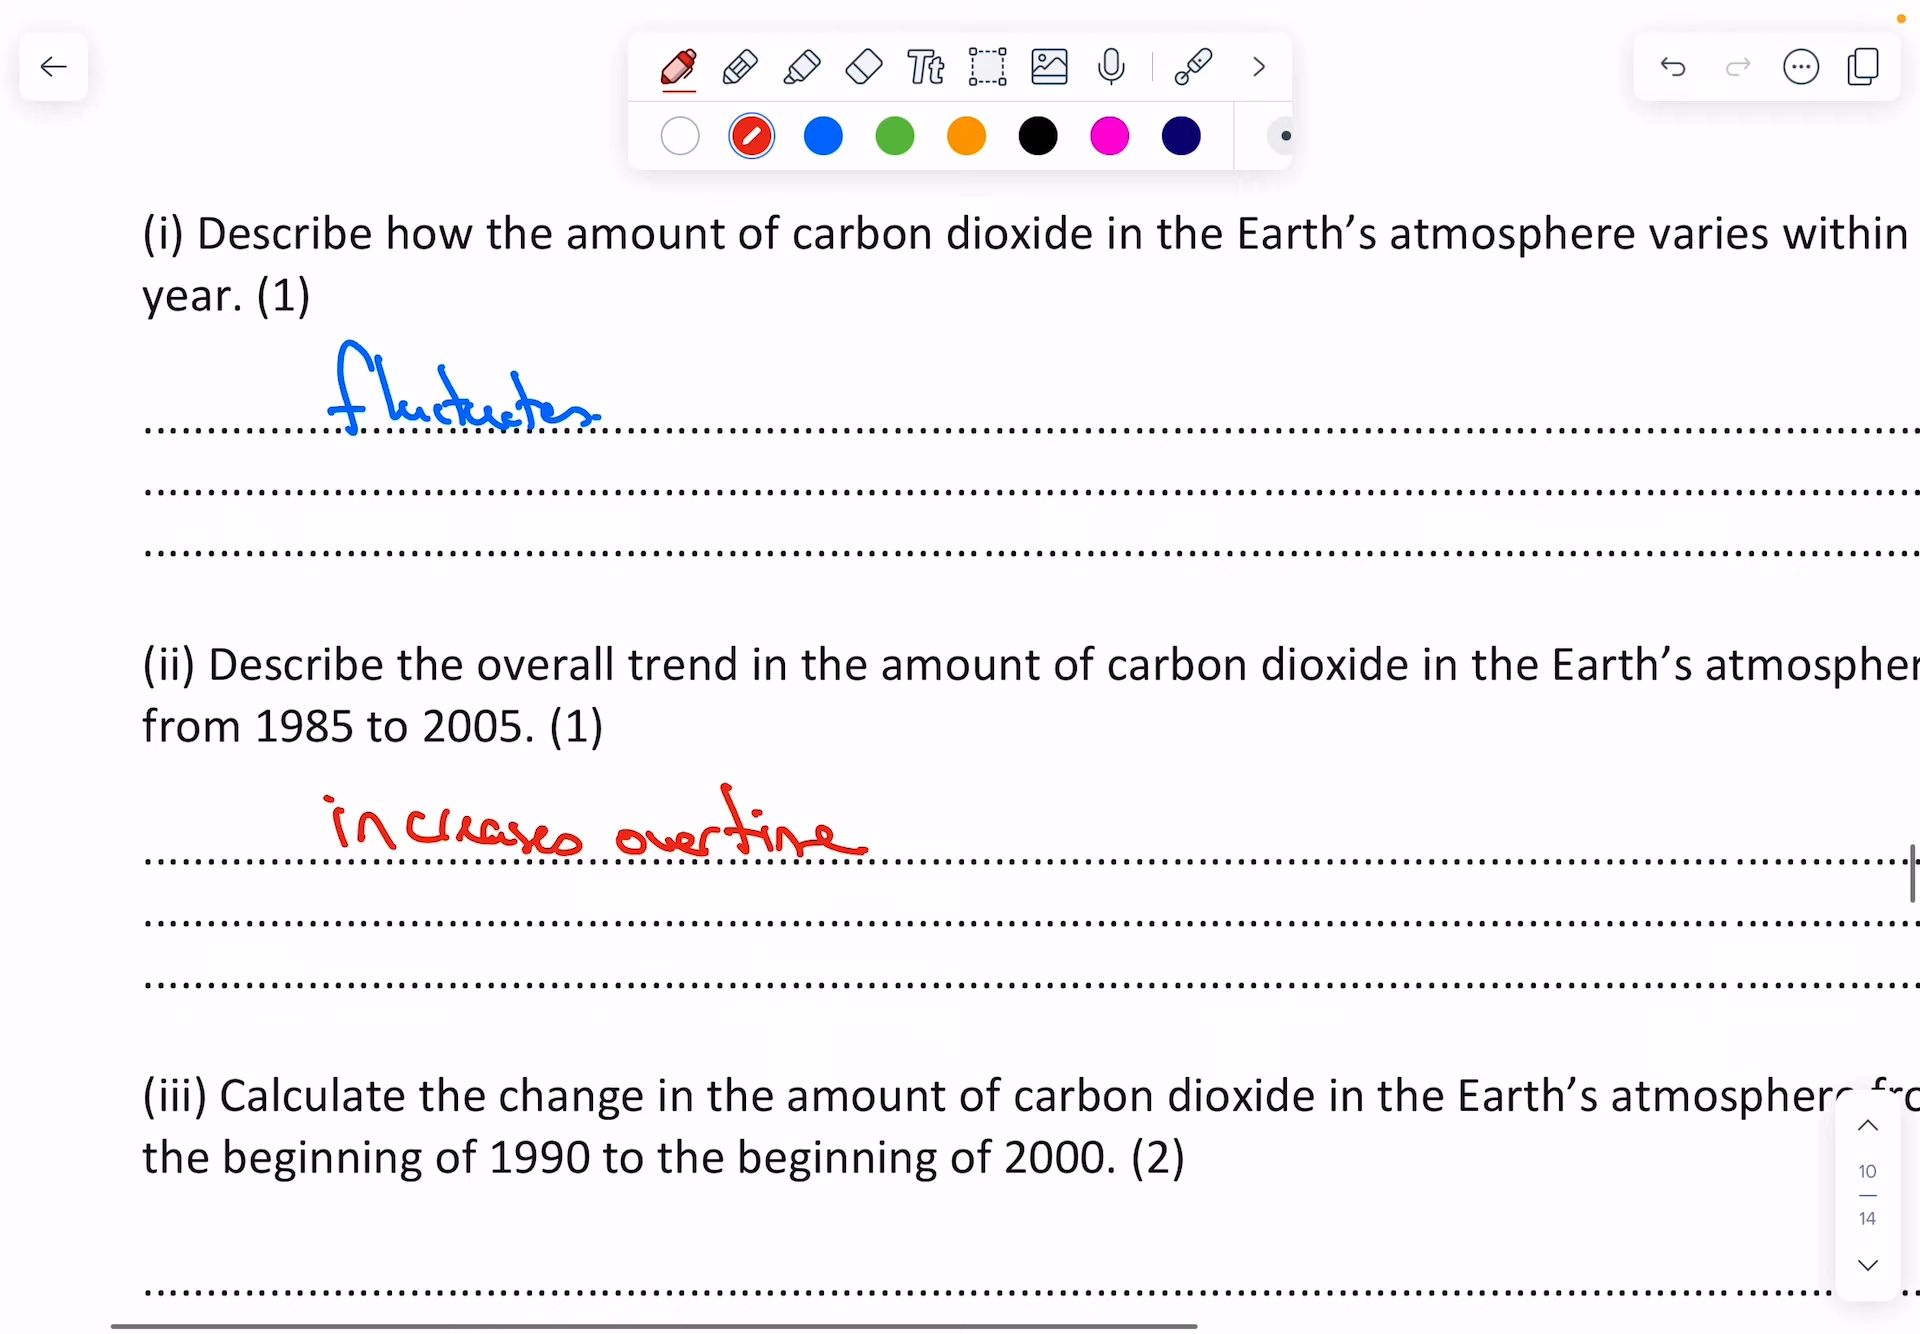 Tt
(i) Describe how the amount of carbon dioxide in the Earth’s atmosphere varies within
year. (1)
fluctuates
(ii) Describe the overall trend in the amount of carbon dioxide in the Earth’s atmospher
from 1985 to 2005. (1)
increases overtime
(iii) Calculate the change in the amount of carbon dioxide in the Earth’s atmosphere fro
the beginning of 1990 to the beginning of 2000. (2)
10
14